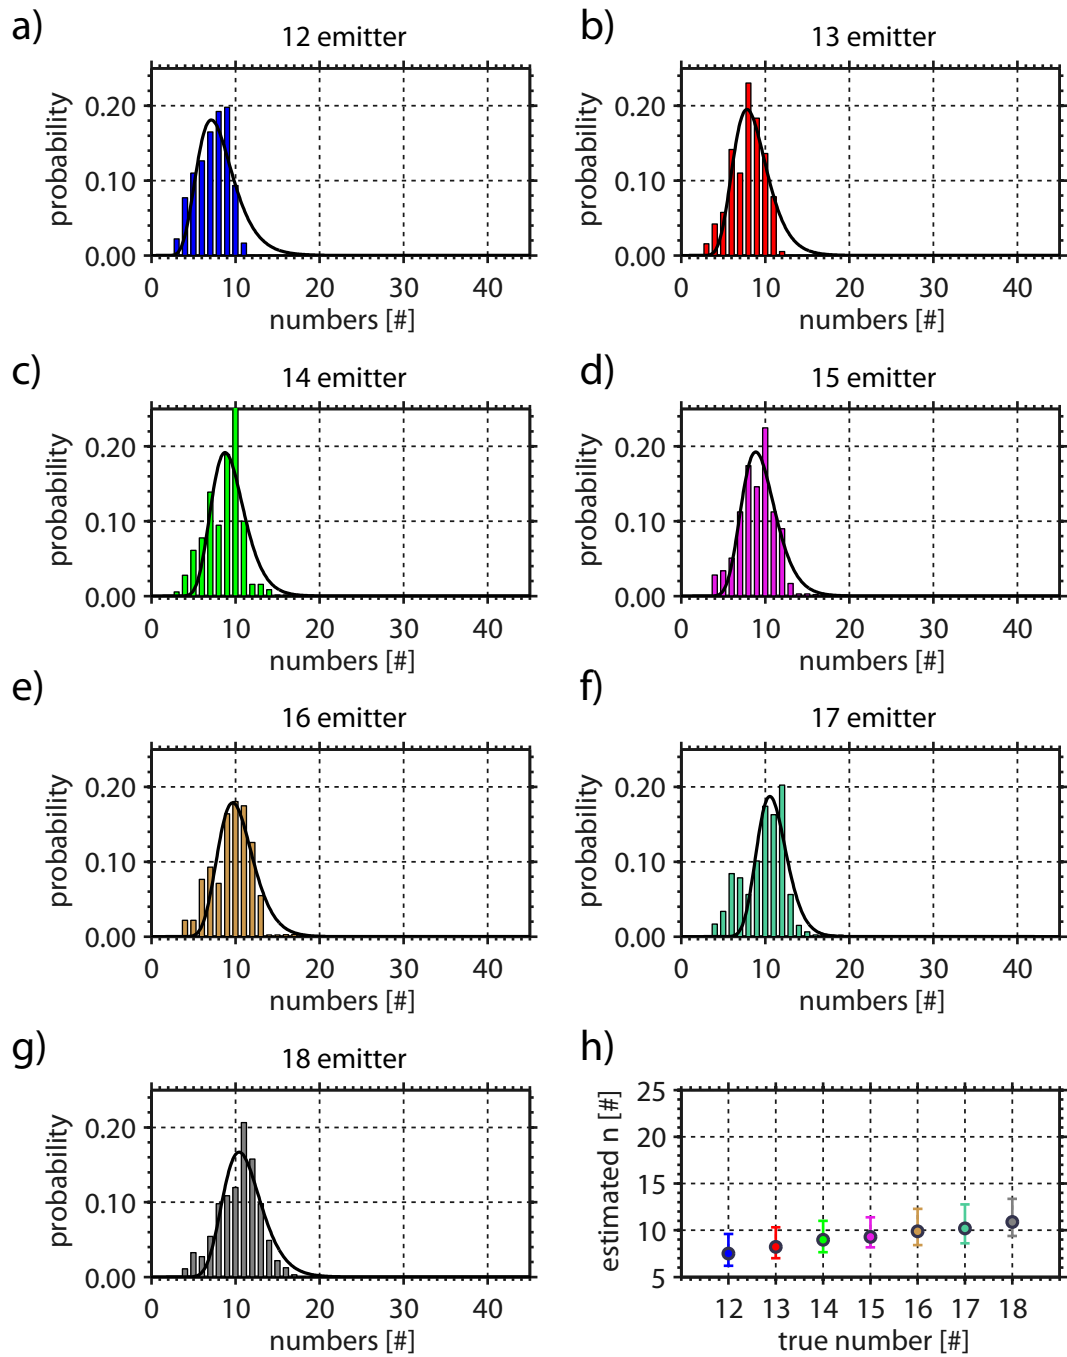 a)
12 emitter
probability
0.20
0.10
0.00
0 10 20 30 40
numbers [#]
b)
13 emitter
probability
0.20
0.10
0.00
0 10 20 30 40
numbers [#]
c)
14 emitter
probability
0.20
0.10
0.00
0 10 20 30 40
numbers [#]
d)
15 emitter
probability
0.20
0.10
0.00
0 10 20 30 40
numbers [#]
e)
16 emitter
probability
0.20
0.10
0.00
0 10 20 30 40
numbers [#]
f)
17 emitter
probability
0.20
0.10
0.00
0 10 20 30 40
numbers [#]
g)
18 emitter
probability
0.20
0.10
0.00
0 10 20 30 40
numbers [#]
h)
estimated n [#]
25
20
15
10
5
12 13 14 15 16 17 18
true number [#]